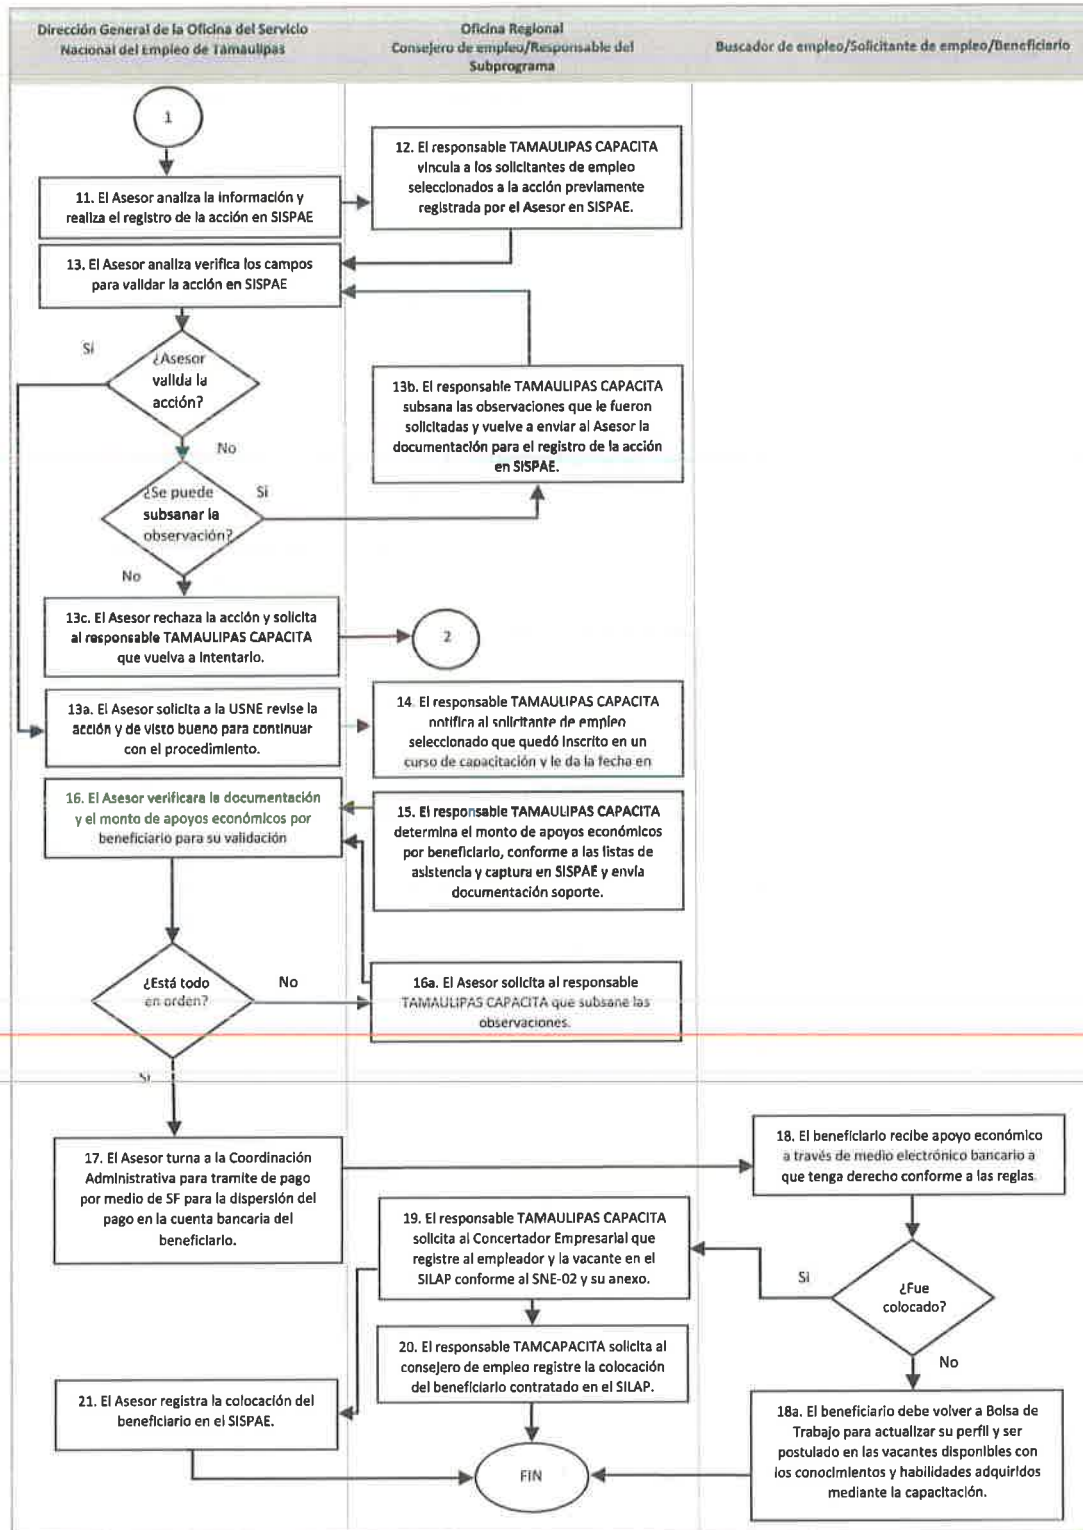 Dirección General de la Oficina del Servicio
Nacional del Empleo de Tamaulipas
Oficina Regional
Consejero de empleo/Responsable del
Subprograma
Buscador de empleo/Solicitante de empleo/Beneficiario
1
11. El Asesor analiza la información y
realiza el registro de la acción en SISPAE
12. El responsable TAMAULIPAS CAPACITA
vincula a los solicitantes de empleo
seleccionados a la acción previamente
registrada por el Asesor en SISPAE.
13. El Asesor analiza verifica los campos
para validar la acción en SISPAE
Si
¿Asesor
valida la
acción?
No
13b. El responsable TAMAULIPAS CAPACITA
subsana las observaciones que le fueron
solicitadas y vuelve a enviar al Asesor la
documentación para el registro de la acción
en SISPAE.
¿Se puede
subsanar la
observación?
Si
No
13c. El Asesor rechaza la acción y solicita
al responsable TAMAULIPAS CAPACITA
que vuelva a intentarlo.
2
13a. El Asesor solicita a la USNE revise la
acción y de visto bueno para continuar
con el procedimiento.
14. El responsable TAMAULIPAS CAPACITA
notifica al solicitante de empleo
seleccionado que quedó inscrito en un
curso de capacitación y le da la fecha en
16. El Asesor verificara la documentación
y el monto de apoyos económicos por
beneficiario para su validación
15. El responsable TAMAULIPAS CAPACITA
determina el monto de apoyos económicos
por beneficiario, conforme a las listas de
asistencia y captura en SISPAE y envía
documentación soporte.
¿Está todo
en orden?
No
16a. El Asesor solicita al responsable
TAMAULIPAS CAPACITA que subsane las
observaciones.
Si
17. El Asesor turna a la Coordinación
Administrativa para tramite de pago
por medio de SF para la dispersión del
pago en la cuenta bancaria del
beneficiario.
18. El beneficiario recibe apoyo económico
a través de medio electrónico bancario a
que tenga derecho conforme a las reglas.
19. El responsable TAMAULIPAS CAPACITA
solicita al Concertador Empresarial que
registre al empleador y la vacante en el
SILAP conforme al SNE-02 y su anexo.
Si
¿Fue
colocado?
No
20. El responsable TAMCAPACITA solicita al
consejero de empleo registre la colocación
del beneficiario contratado en el SILAP.
21. El Asesor registra la colocación del
beneficiario en el SISPAE.
18a. El beneficiario debe volver a Bolsa de
Trabajo para actualizar su perfil y ser
postulado en las vacantes disponibles con
los conocimientos y habilidades adquiridos
mediante la capacitación.
FIN